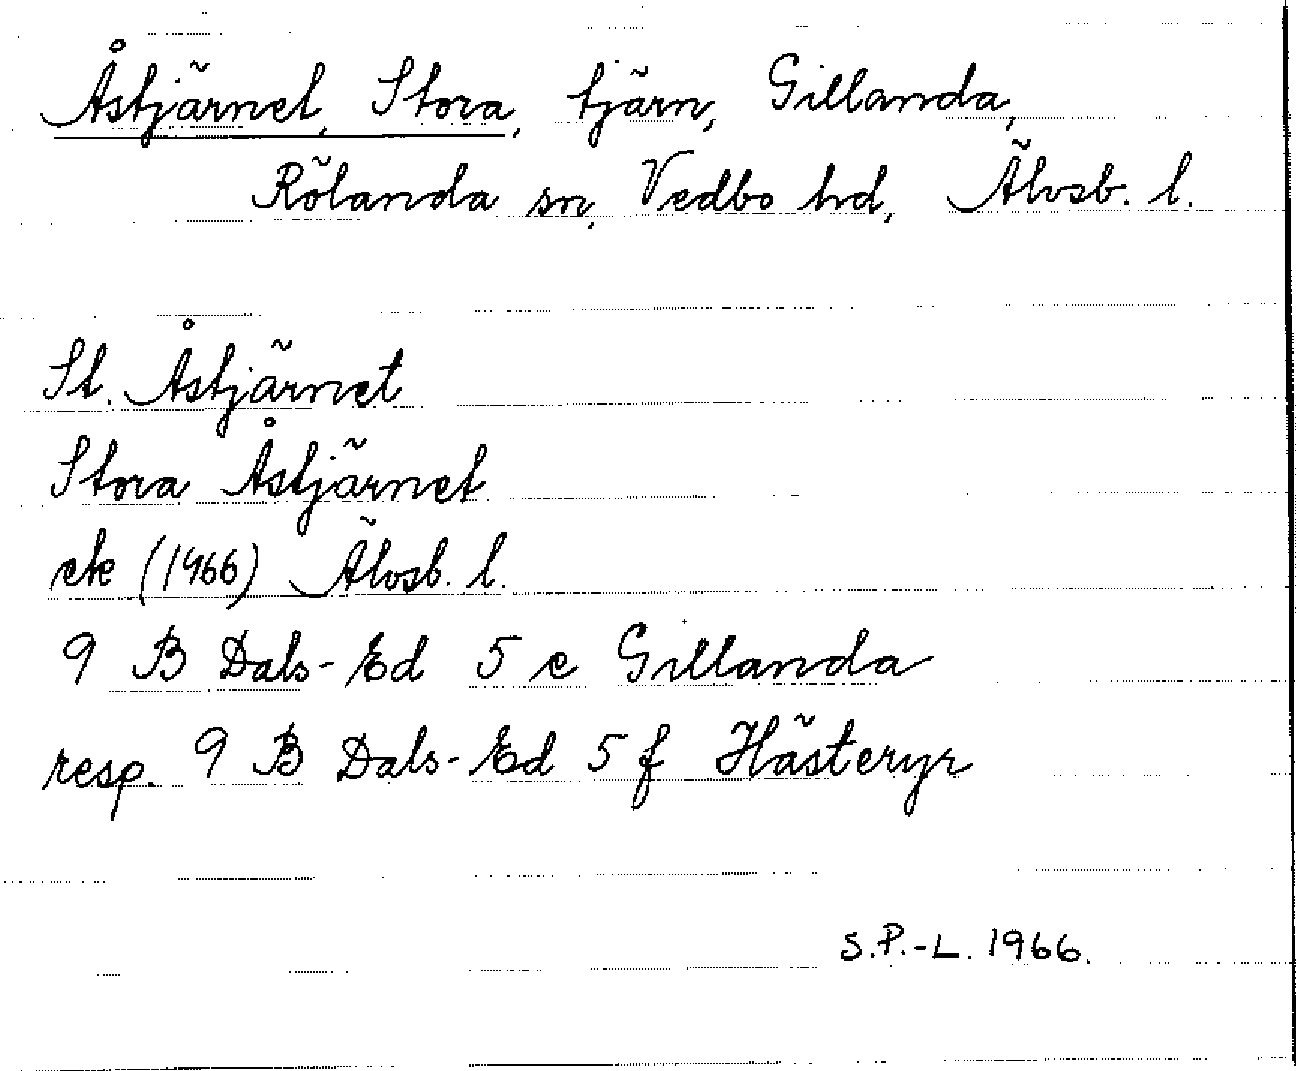 Åstjärnet, Stora, tjärn, Gillanda,
Rölanda sn, Vedbo hd, Älvsb. l.
St. Åstjärnet
Stora Åstjärnet
ek (1966) Älvsb. l.
9 B Dals-Ed 5 e Gillanda
resp. 9 B Dals-Ed 5 f Hästeryr
S.P.-L. 1966.